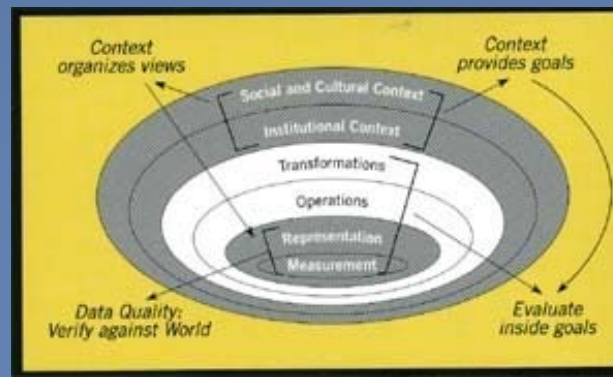 Context
organizes views
Context
provides goals
Social and Cultural Context
Institutional Context
Transformations
Operations
Representation
Measurement
Data Quality:
Verify against World
Evaluate
inside goals